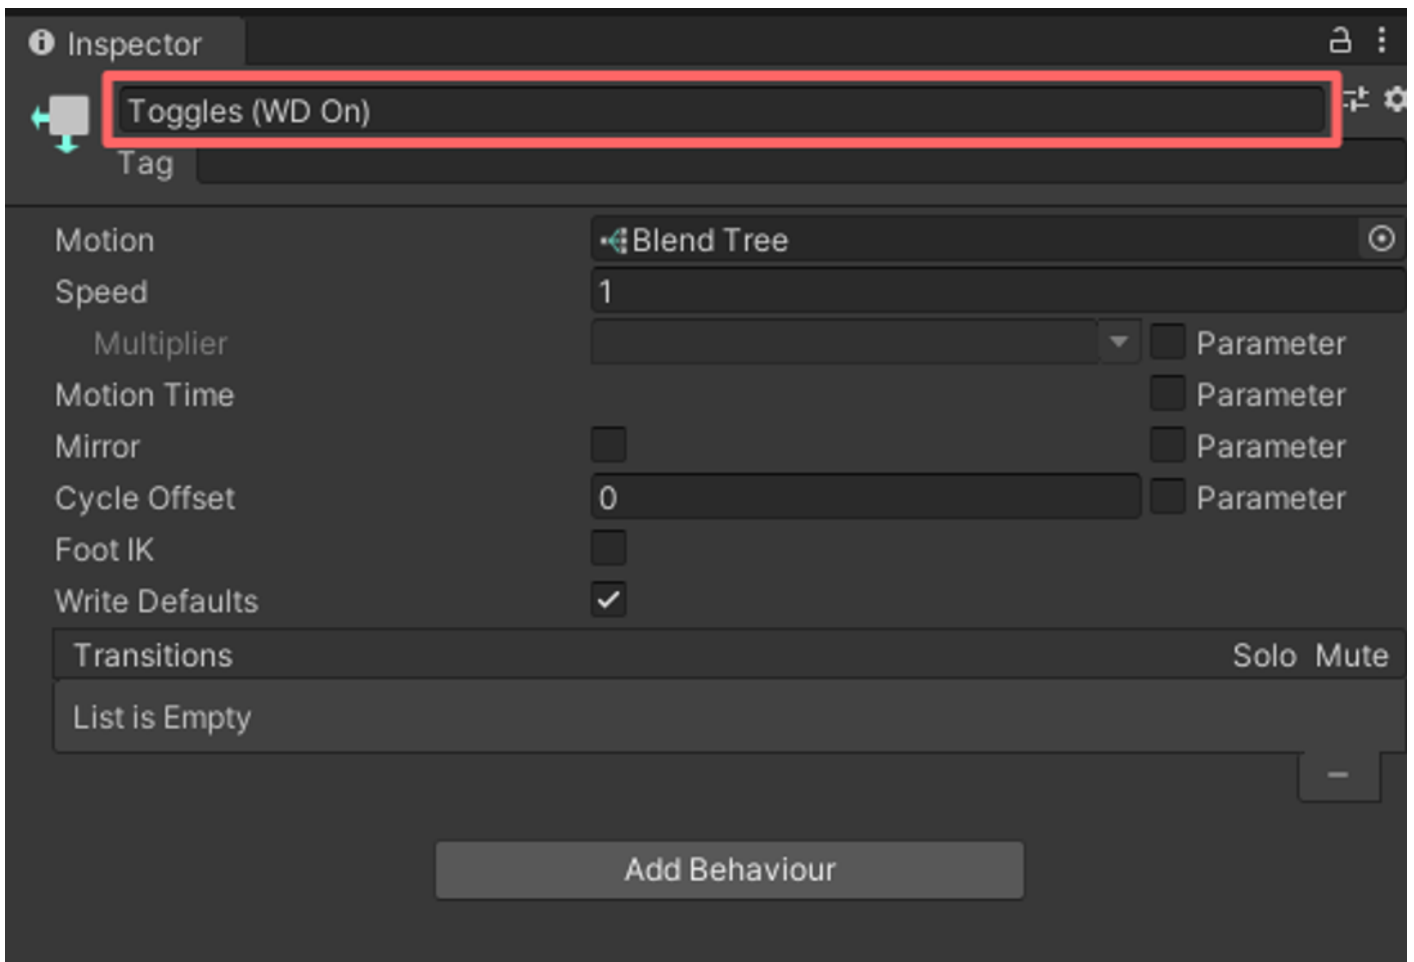 Inspector
Toggles (WD On)
Tag
Motion Blend Tree
Speed 1
Multiplier Parameter
Motion Time Parameter
Mirror Parameter
Cycle Offset 0 Parameter
Foot IK
Write Defaults
Transitions Solo Mute
List is Empty
Add Behaviour